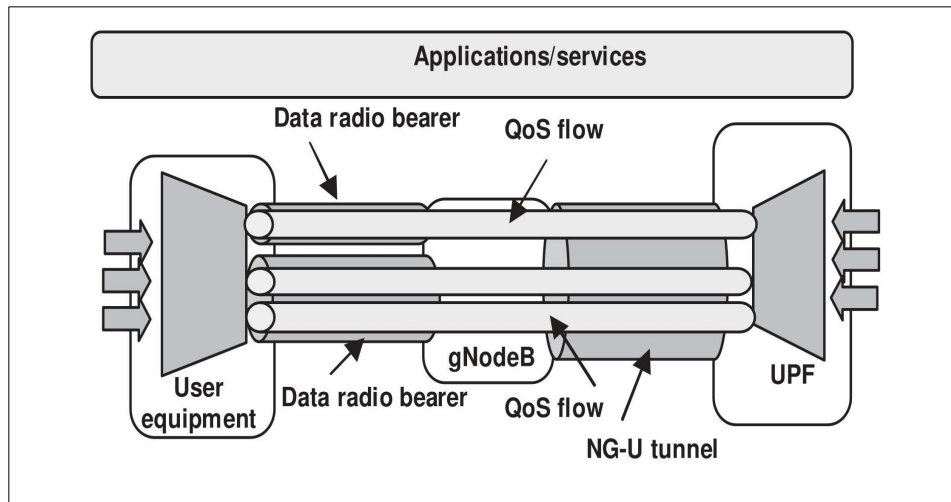 Applications/services
Data radio bearer
QoS flow
gNodeB
User
equipment
Data radio bearer
QoS flow
UPF
NG-U tunnel